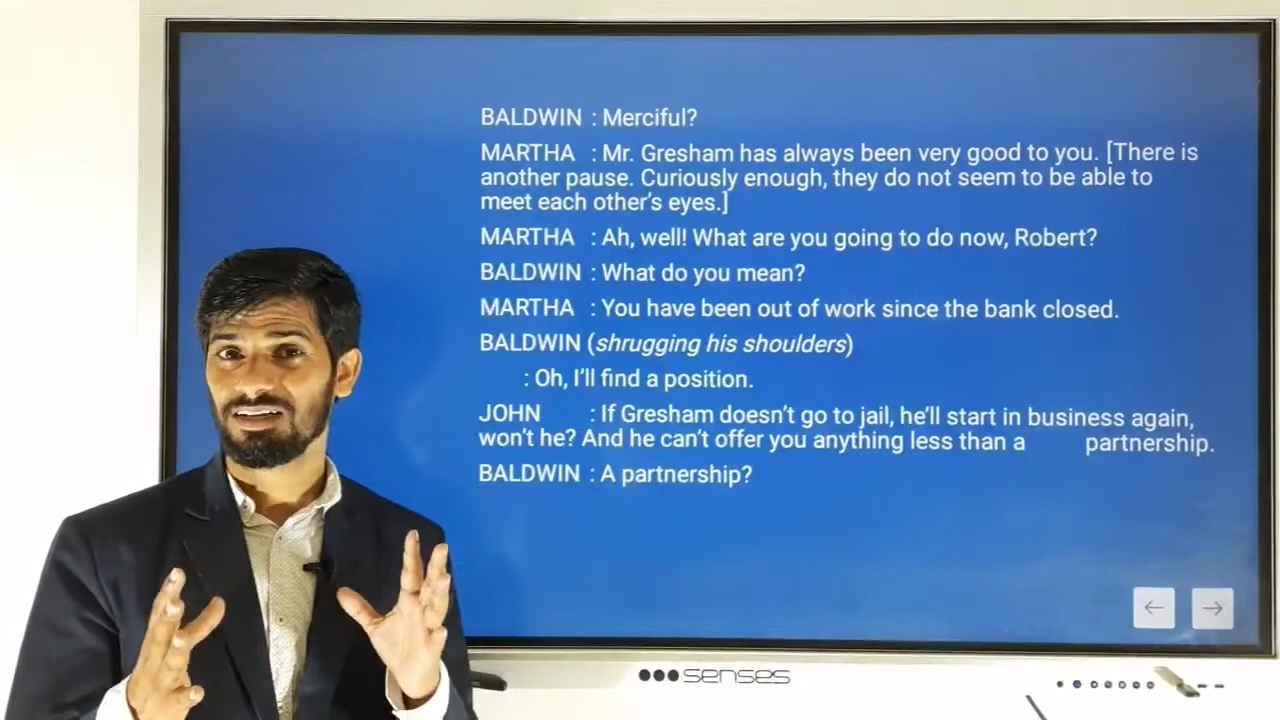 BALDWIN : Merciful?
MARTHA : Mr. Gresham has always been very good to you. [There is
another pause. Curiously enough, they do not seem to be able to
meet each other's eyes.]
MARTHA : Ah, well! What are you going to do now, Robert?
BALDWIN : What do you mean?
MARTHA : You have been out of work since the bank closed.
BALDWIN (shrugging his shoulders)
: Oh, I'll find a position.
JOHN : If Gresham doesn't go to jail, he'll start in business again,
won't he? And he can't offer you anything less than a partnership.
BALDWIN : A partnership?
senses